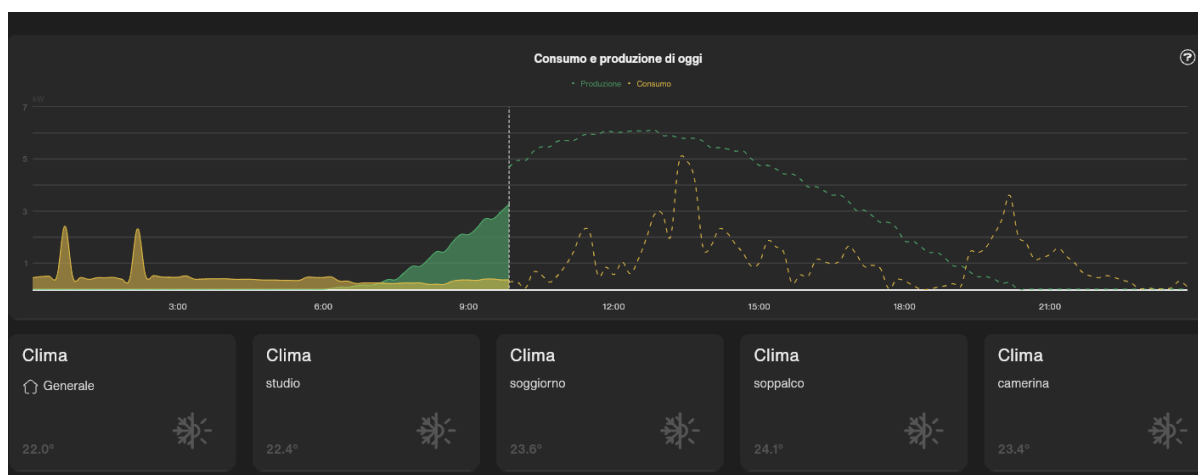 Consumo e produzione di oggi
?
Produzione Consumo
kW
7
5
3
1
3:00 6:00 9:00 12:00 15:00 18:00 21:00
Clima Clima Clima Clima Clima
Generale studio soggiorno soppalco camerina
22.0° 22.4° 23.6° 24.1° 23.4°